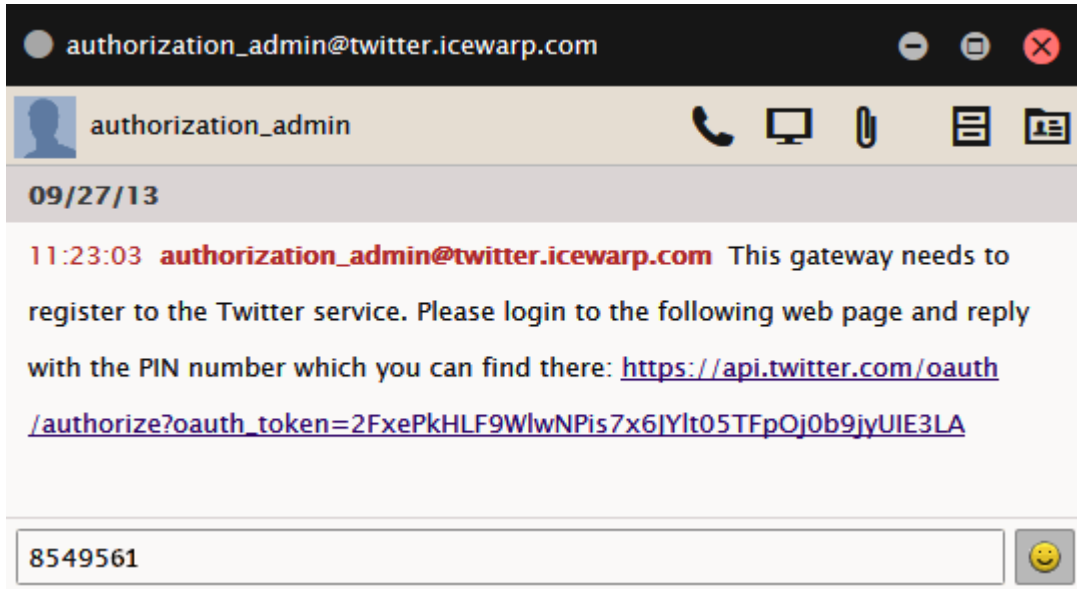 authorization_admin@twitter.icewarp.com
authorization_admin
09/27/13
11:23:03 authorization_admin@twitter.icewarp.com This gateway needs to
register to the Twitter service. Please login to the following web page and reply
with the PIN number which you can find there: https://api.twitter.com/oauth
/authorize?oauth_token=2FxePkHLF9WlwNPis7x6JYlt05TFpOj0b9jyUIE3LA
8549561